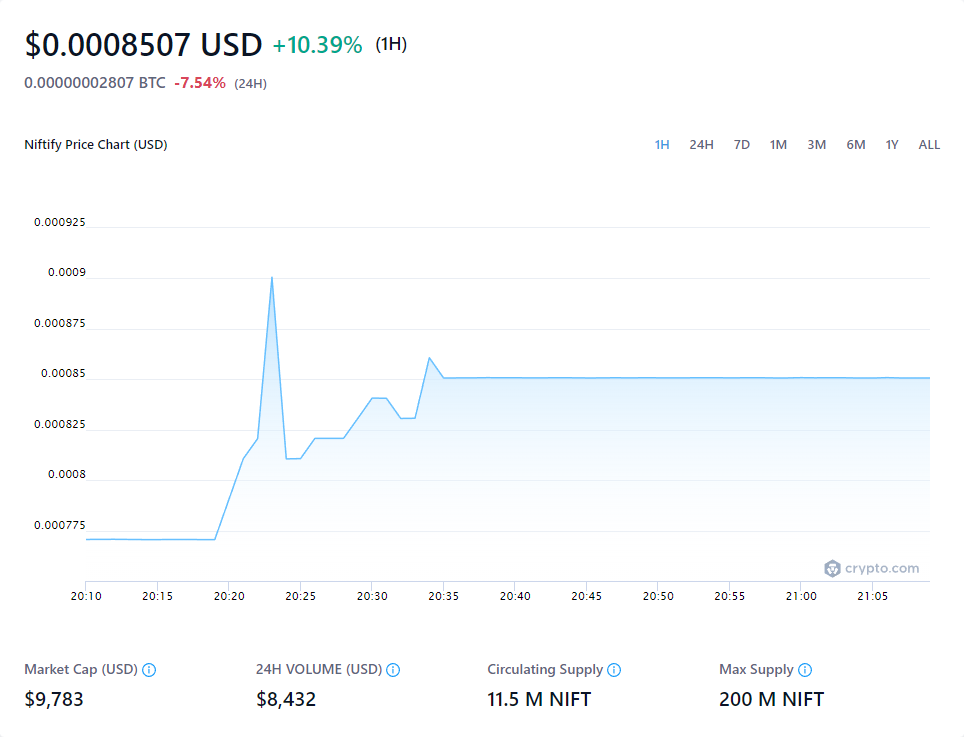 $0.0008507 USD +10.39% (1H)
0.00000002807 BTC -7.54% (24H)
Niftify Price Chart (USD) 1H 24H 7D 1M 3M 6M 1Y ALL
0.000925
0.0009
0.000875
0.00085
0.000825
0.0008
0.000775
crypto.com
20:10 20:15 20:20 20:25 20:30 20:35 20:40 20:45 20:50 20:55 21:00 21:05
Market Cap (USD) 24H VOLUME (USD) Circulating Supply Max Supply
$9,783 $8,432 11.5 M NIFT 200 M NIFT